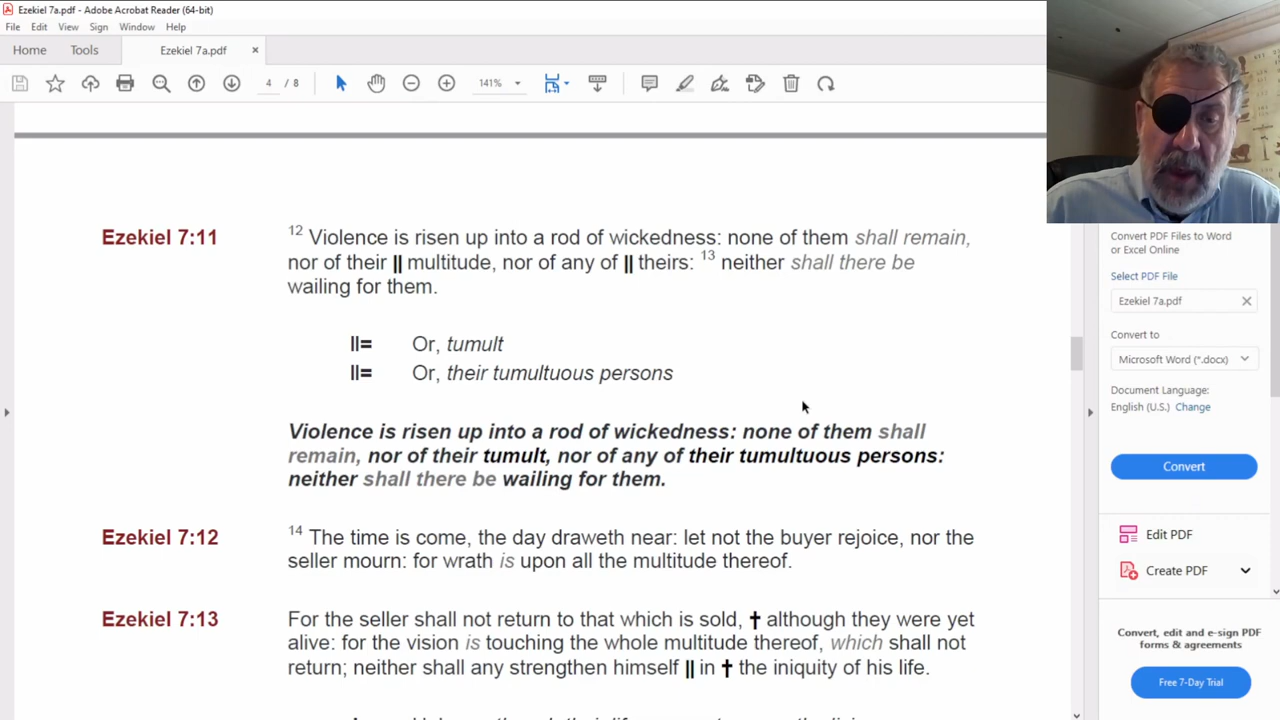 Ezekiel 7a.pdf - Adobe Acrobat Reader (64-bit)
File Edit View Sign Window Help
Home Tools Ezekiel 7a.pdf ×
4 / 8 141%
Ezekiel 7:11 12 Violence is risen up into a rod of wickedness: none of them shall remain,
nor of their || multitude, nor of any of || theirs: 13 neither shall there be
wailing for them.
||= Or, tumult
||= Or, their tumultuous persons
Violence is risen up into a rod of wickedness: none of them shall
remain, nor of their tumult, nor of any of their tumultuous persons:
neither shall there be wailing for them.
Ezekiel 7:12 14 The time is come, the day draweth near: let not the buyer rejoice, nor the
seller mourn: for wrath is upon all the multitude thereof.
Ezekiel 7:13 For the seller shall not return to that which is sold, † although they were yet
alive: for the vision is touching the whole multitude thereof, which shall not
return; neither shall any strengthen himself || in † the iniquity of his life.
Convert PDF Files to Word
or Excel Online
Select PDF File
Ezekiel 7a.pdf
Convert to
Microsoft Word (*.docx)
Document Language:
English (U.S.) Change
Convert
Edit PDF
Create PDF
Convert, edit and e-sign PDF
forms & agreements
Free 7-Day Trial